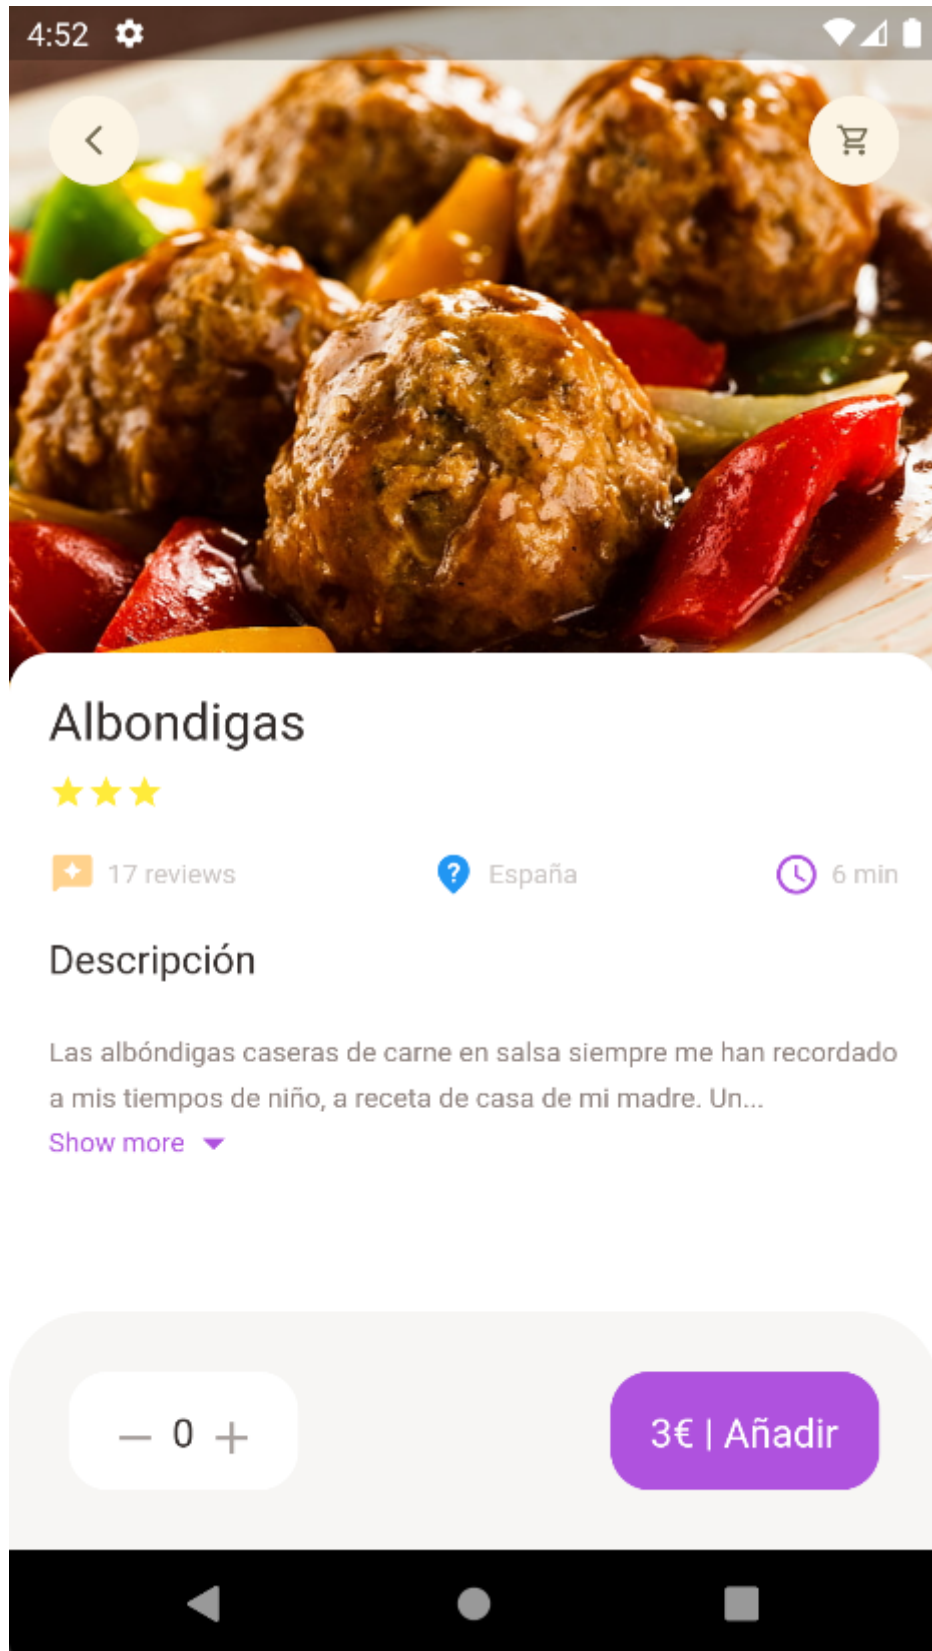 4:52
Albondigas
17 reviews
España
6 min
Descripción
Las albóndigas caseras de carne en salsa siempre me han recordado
a mis tiempos de niño, a receta de casa de mi madre. Un...
Show more
0
3€ | Añadir